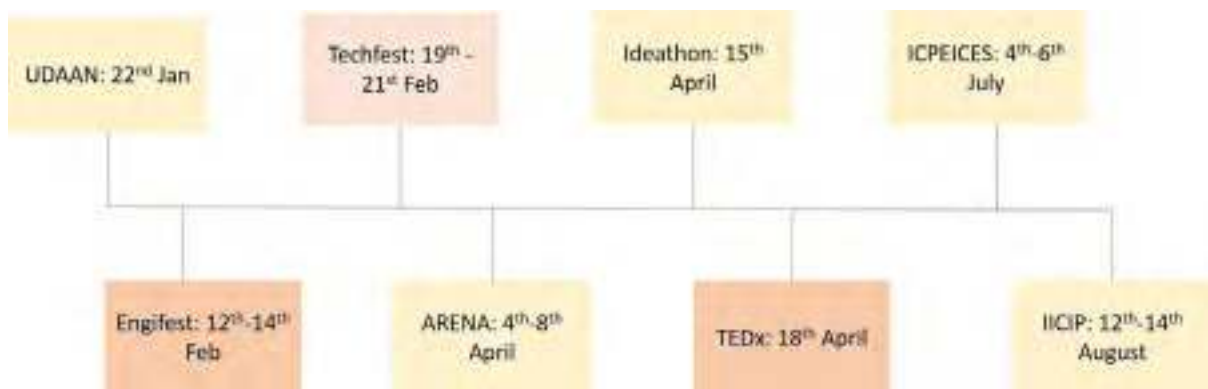 UDAAN: 22nd Jan
Techfest: 19th -
21st Feb
Ideathon: 15th
April
ICPEICES: 4th-6th
July
Engifest: 12th-14th
Feb
ARENA: 4th-8th
April
TEDx: 18th April
IICIP: 12th-14th
August